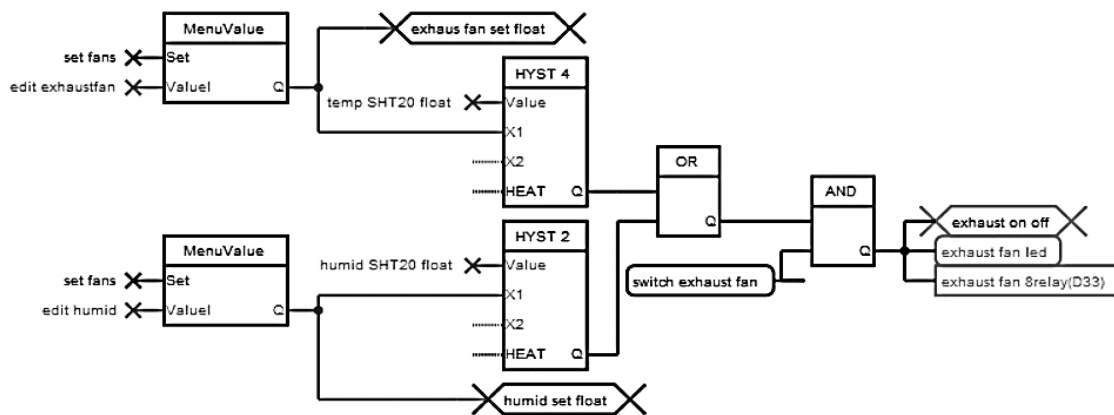 MenuValue
exhaus fan set float
set fans
Set
edit exhaustfan
Valuel
Q
HYST 4
temp SHT20 float
Value
X1
X2
HEAT
Q
OR
Q
AND
Q
exhaust on off
exhaust fan led
exhaust fan 8relay(D33)
switch exhaust fan
MenuValue
set fans
Set
edit humid
Valuel
Q
HYST 2
humid SHT20 float
Value
X1
X2
HEAT
Q
humid set float